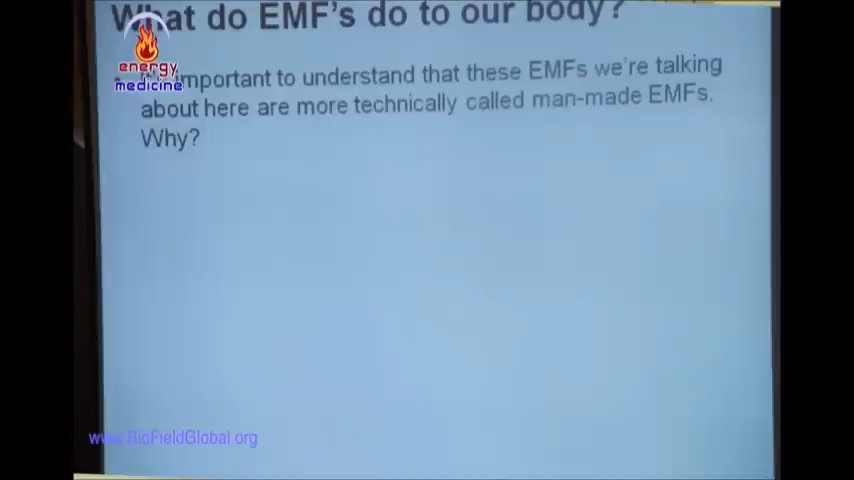 What do EMF's do to our body?
energy
medicine
important to understand that these EMFs we're talking
about here are more technically called man-made EMFs.
Why?
www.BioFieldGlobal.org